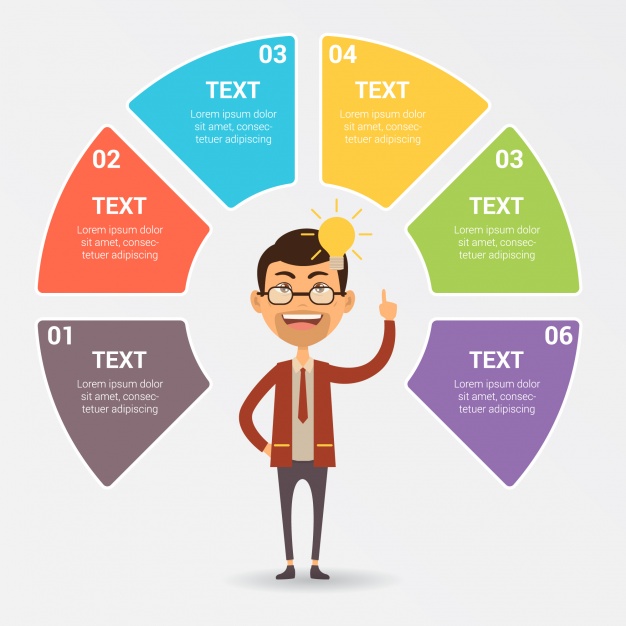 01
TEXT
Lorem ipsum dolor
sit amet, consec-
tetuer adipiscing
02
TEXT
Lorem ipsum dolor
sit amet, consec-
tetuer adipiscing
03
TEXT
Lorem ipsum dolor
sit amet, consec-
tetuer adipiscing
04
TEXT
Lorem ipsum dolor
sit amet, consec-
tetuer adipiscing
03
TEXT
Lorem ipsum dolor
sit amet, consec-
tetuer adipiscing
06
TEXT
Lorem ipsum dolor
sit amet, consec-
tetuer adipiscing